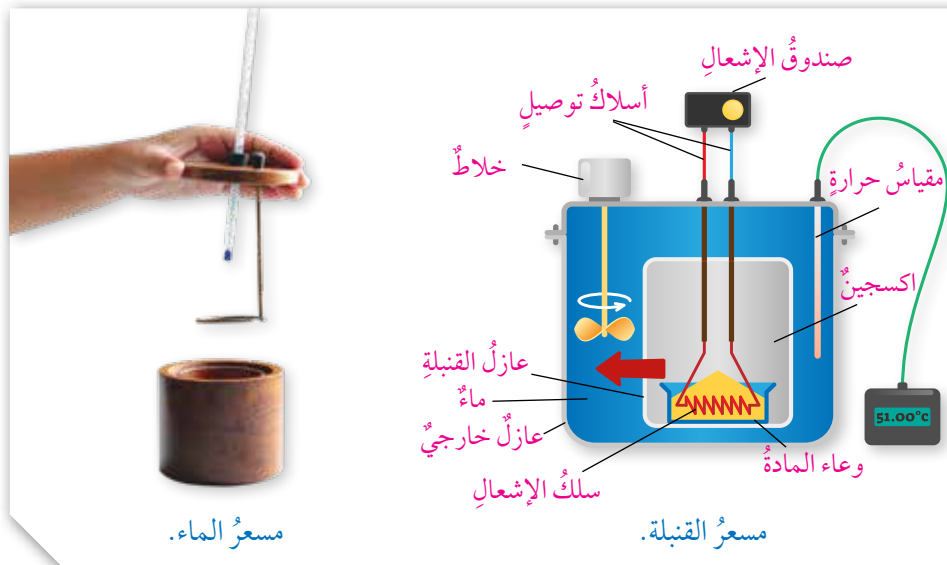 صندوقُ الإشعالِ
أسلاكُ توصيلٍ
خلاطٌ
مقياسُ حرارةٍ
اكسجينٌ
عازلُ القنبلةِ
ماءٌ
عازلٌ خارجيٌ
51.00°C
وعاء المادةُ
سلكُ الإشعالِ
مسعرُ القنبلة.
مسعرُ الماء.